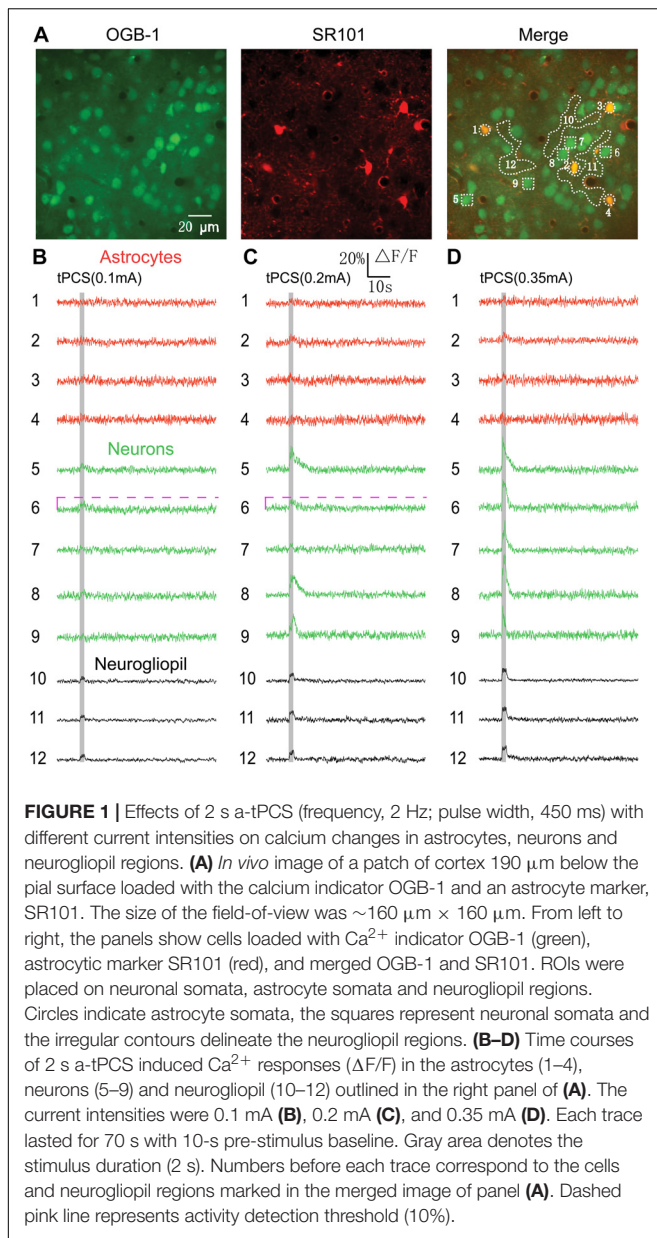 A
OGB-1
SR101
Merge
20 μm
1
2
3
4
5
6
7
8
9
10
11
12
B
Astrocytes
C
20%
△F/F
10s
D
tPCS(0.1mA)
tPCS(0.2mA)
tPCS(0.35mA)
1
1
1
2
2
2
3
3
3
4
4
4
Neurons
5
5
5
6
6
6
7
7
7
8
8
8
9
9
9
Neurogliopil
10
10
10
11
11
11
12
12
12
FIGURE 1 | Effects of 2 s a-tPCS (frequency, 2 Hz; pulse width, 450 ms) with
different current intensities on calcium changes in astrocytes, neurons and
neurogliopil regions. (A) In vivo image of a patch of cortex 190 μm below the
pial surface loaded with the calcium indicator OGB-1 and an astrocyte marker,
SR101. The size of the field-of-view was ~160 μm × 160 μm. From left to
right, the panels show cells loaded with Ca2+ indicator OGB-1 (green),
astrocytic marker SR101 (red), and merged OGB-1 and SR101. ROIs were
placed on neuronal somata, astrocyte somata and neurogliopil regions.
Circles indicate astrocyte somata, the squares represent neuronal somata and
the irregular contours delineate the neurogliopil regions. (B–D) Time courses
of 2 s a-tPCS induced Ca2+ responses (ΔF/F) in the astrocytes (1–4),
neurons (5–9) and neurogliopil (10–12) outlined in the right panel of (A). The
current intensities were 0.1 mA (B), 0.2 mA (C), and 0.35 mA (D). Each trace
lasted for 70 s with 10-s pre-stimulus baseline. Gray area denotes the
stimulus duration (2 s). Numbers before each trace correspond to the cells
and neurogliopil regions marked in the merged image of panel (A). Dashed
pink line represents activity detection threshold (10%).